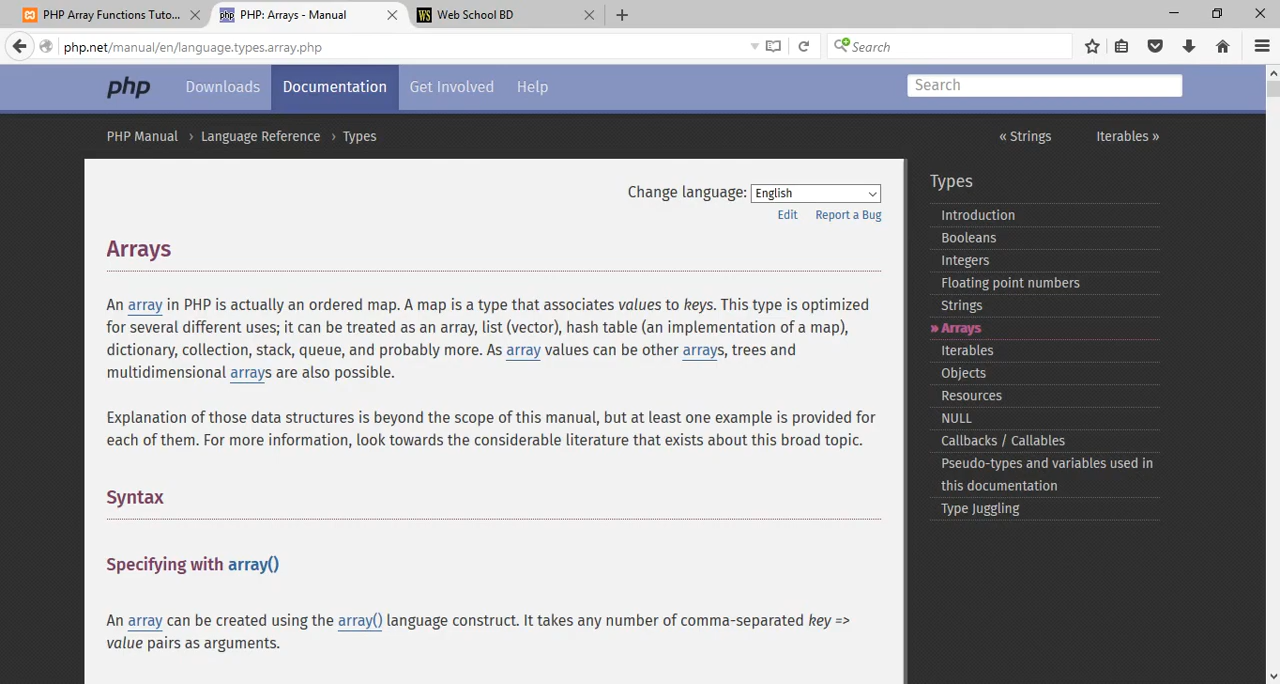 PHP Array Functions Tuto...
PHP: Arrays - Manual
WS Web School BD
php.net/manual/en/language.types.array.php
Search
php Downloads Documentation Get Involved Help
Search
PHP Manual › Language Reference › Types
« Strings Iterables »
Change language: English
Edit Report a Bug
Arrays
An array in PHP is actually an ordered map. A map is a type that associates values to keys. This type is optimized
for several different uses; it can be treated as an array, list (vector), hash table (an implementation of a map),
dictionary, collection, stack, queue, and probably more. As array values can be other arrays, trees and
multidimensional arrays are also possible.
Explanation of those data structures is beyond the scope of this manual, but at least one example is provided for
each of them. For more information, look towards the considerable literature that exists about this broad topic.
Syntax
Specifying with array()
An array can be created using the array() language construct. It takes any number of comma-separated key =>
value pairs as arguments.
Types
Introduction
Booleans
Integers
Floating point numbers
Strings
» Arrays
Iterables
Objects
Resources
NULL
Callbacks / Callables
Pseudo-types and variables used in
this documentation
Type Juggling